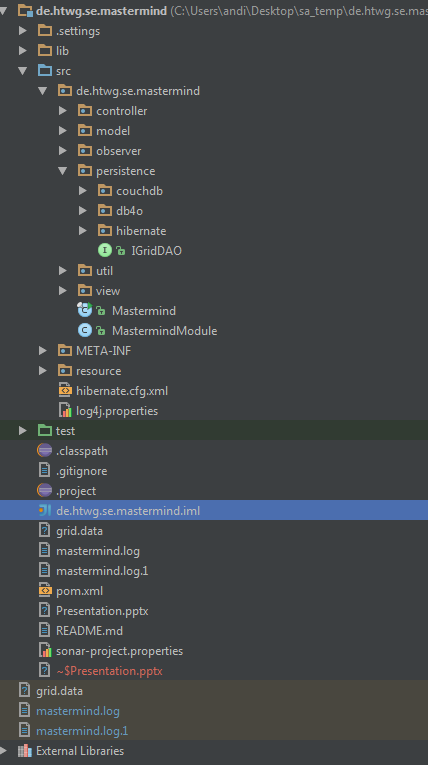 de.htwg.se.mastermind (C:\Users\andi\Desktop\sa_temp\de.htwg.se.mas
.settings
lib
src
de.htwg.se.mastermind
controller
model
observer
persistence
couchdb
db4o
hibernate
I IGridDAO
util
view
C Mastermind
C MastermindModule
META-INF
resource
hibernate.cfg.xml
log4j.properties
test
.classpath
.gitignore
.project
de.htwg.se.mastermind.iml
grid.data
mastermind.log
mastermind.log.1
pom.xml
Presentation.pptx
README.md
sonar-project.properties
~$Presentation.pptx
grid.data
mastermind.log
mastermind.log.1
External Libraries